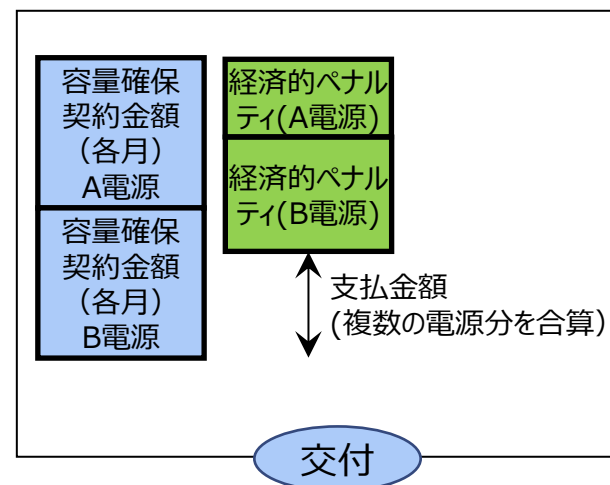 容量確保
契約金額
（各月）
A電源
容量確保
契約金額
（各月）
B電源
経済的ペナル
ティ(A電源)
経済的ペナル
ティ(B電源)
支払金額
(複数の電源分を合算）
交付